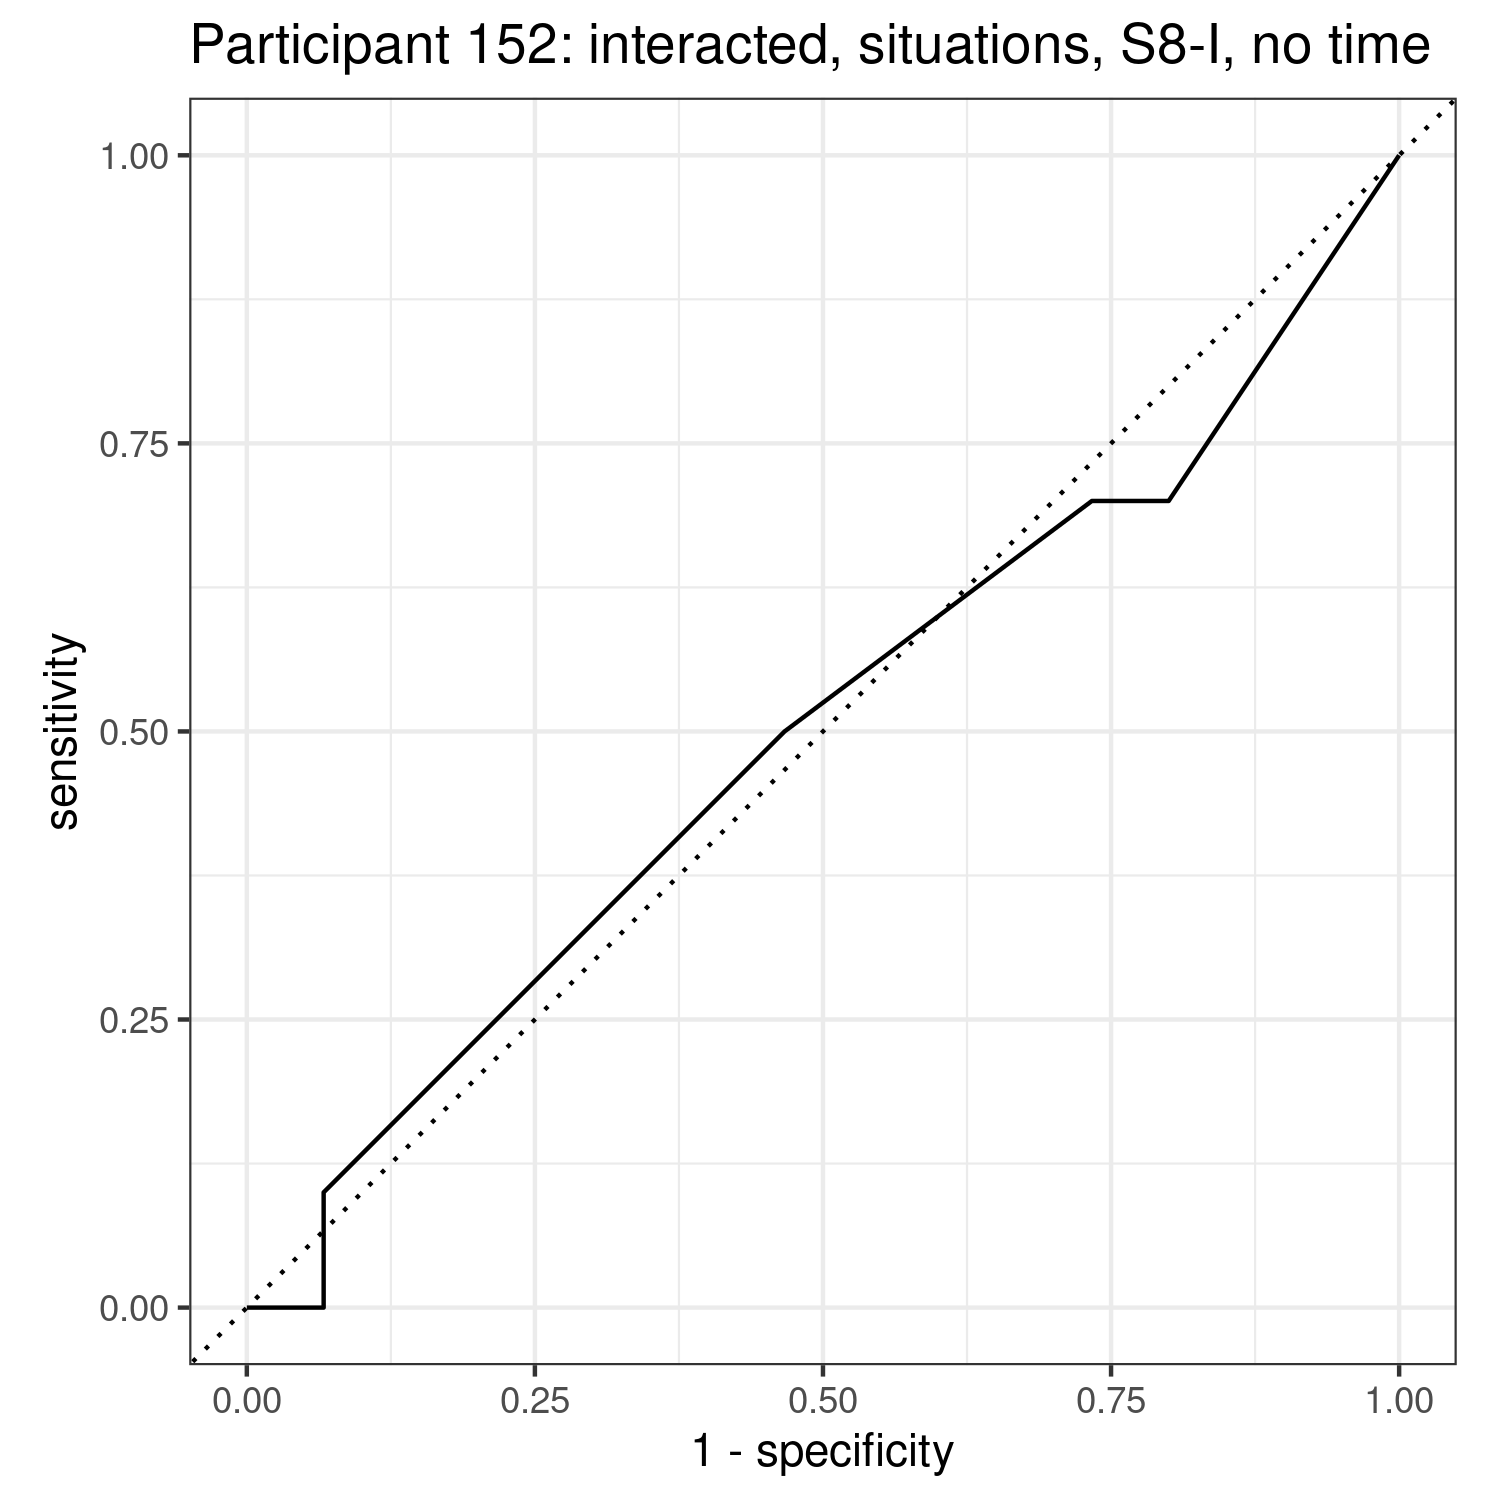 Participant 152: interacted, situations, S8-I, no time
1.00
0.75
0.50
0.25
0.00
sensitivity
0.00 0.25 0.50 0.75 1.00
1 - specificity